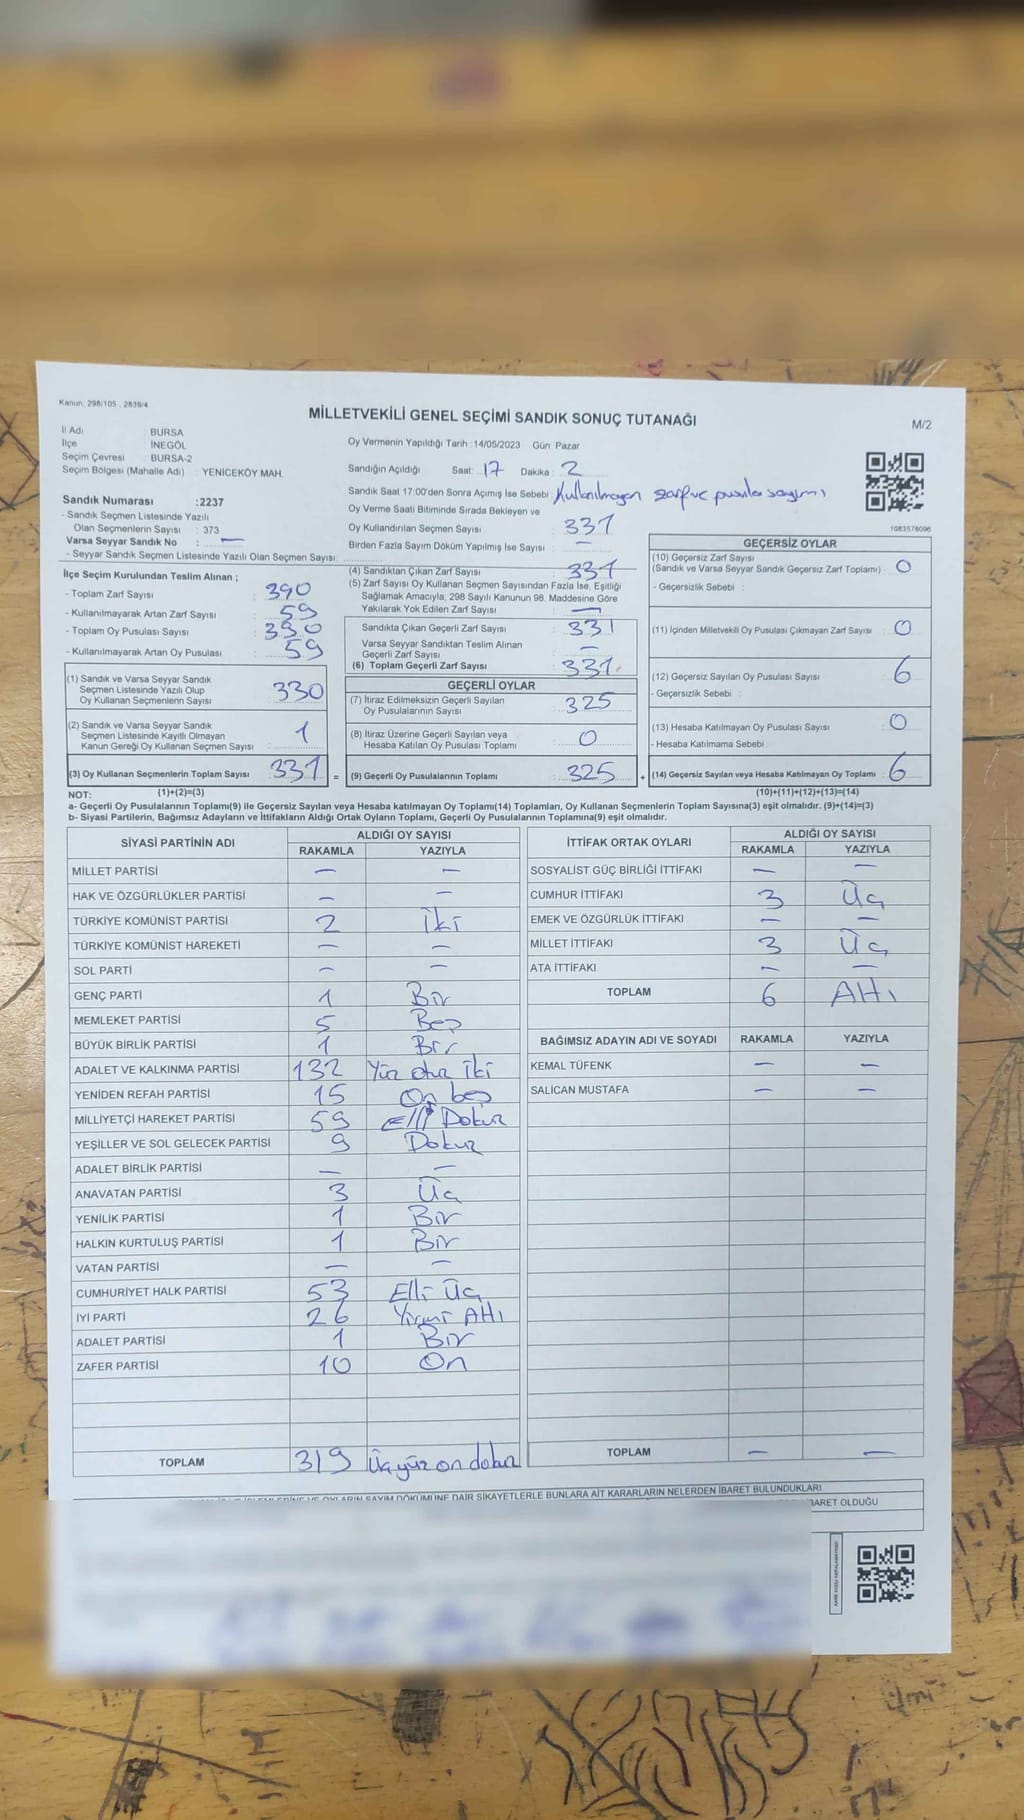 Kanun, 298/105 , 2839/4
MİLLETVEKİLİ GENEL SEÇİMİ SANDIK SONUÇ TUTANAĞI
M/2
İl Adı : BURSA
İlçe : İNEGÖL
Seçim Çevresi : BURSA-2
Seçim Bölgesi (Mahalle Adı) : YENİCEKÖY MAH.
Sandık Numarası :2237
- Sandık Seçmen Listesinde Yazılı
Olan Seçmenlerin Sayısı : 373
Varsa Seyyar Sandık No : —
- Seyyar Sandık Seçmen Listesinde Yazılı Olan Seçmen Sayısı:
Oy Vermenin Yapıldığı Tarih :14/05/2023 Gün: Pazar
Sandığın Açıldığı Saat: 17 Dakika : 2
Sandık Saat 17:00'den Sonra Açımış İse Sebebi Kullanılmayan zarf ve pusula sayımı
Oy Verme Saati Bitiminde Sırada Bekleyen ve
Oy Kullandırılan Seçmen Sayısı : 331
Birden Fazla Sayım Döküm Yapılmış İse Sayısı : —
1083578096
İlçe Seçim Kurulundan Teslim Alınan ;
- Toplam Zarf Sayısı : 390
- Kullanılmayarak Artan Zarf Sayısı : 59
- Toplam Oy Pusulası Sayısı : 390
- Kullanılmayarak Artan Oy Pusulası : 59
(1) Sandık ve Varsa Seyyar Sandık
Seçmen Listesinde Yazılı Olup
Oy Kullanan Seçmenlerin Sayısı : 330
(2) Sandık ve Varsa Seyyar Sandık
Seçmen Listesinde Kayıtlı Olmayan
Kanun Gereği Oy Kullanan Seçmen Sayısı : 1
(3) Oy Kullanan Seçmenlerin Toplam Sayısı : 331 =
(4) Sandıktan Çıkan Zarf Sayısı : 331
(5) Zarf Sayısı Oy Kullanan Seçmen Sayısından Fazla İse, Eşitliği
Sağlamak Amacıyla; 298 Sayılı Kanunun 98. Maddesine Göre
Yakılarak Yok Edilen Zarf Sayısı : —
Sandıkta Çıkan Geçerli Zarf Sayısı : 331
Varsa Seyyar Sandıktan Teslim Alınan
Geçerli Zarf Sayısı : —
(6) Toplam Geçerli Zarf Sayısı : 331
GEÇERLİ OYLAR
(7) İtiraz Edilmeksizin Geçerli Sayılan
Oy Pusulalarının Sayısı : 325
(8) İtiraz Üzerine Geçerli Sayılan veya
Hesaba Katılan Oy Pusulası Toplamı : 0
(9) Geçerli Oy Pusulalarının Toplamı : 325 +
GEÇERSİZ OYLAR
(10) Geçersiz Zarf Sayısı
(Sandık ve Varsa Seyyar Sandık Geçersiz Zarf Toplamı) : 0
- Geçersizlik Sebebi :
(11) İçinden Milletvekili Oy Pusulası Çıkmayan Zarf Sayısı : 0
(12) Geçersiz Sayılan Oy Pusulası Sayısı : 6
- Geçersizlik Sebebi :
(13) Hesaba Katılmayan Oy Pusulası Sayısı : 0
- Hesaba Katılmama Sebebi :
(14) Geçersiz Sayılan veya Hesaba Katılmayan Oy Toplamı : 6
NOT: (1)+(2)=(3) (10)+(11)+(12)+(13)=(14)
a- Geçerli Oy Pusulalarının Toplamı(9) ile Geçersiz Sayılan veya Hesaba katılmayan Oy Toplamı(14) Toplamları, Oy Kullanan Seçmenlerin Toplam Sayısına(3) eşit olmalıdır. (9)+(14)=(3)
b- Siyasi Partilerin, Bağımsız Adayların ve İttifakların Aldığı Ortak Oyların Toplamı, Geçerli Oy Pusulalarının Toplamına(9) eşit olmalıdır.
SİYASİ PARTİNİN ADI ALDIĞI OY SAYISI
RAKAMLA YAZIYLA
MİLLET PARTİSİ — —
HAK VE ÖZGÜRLÜKLER PARTİSİ — —
TÜRKİYE KOMÜNİST PARTİSİ 2 İki
TÜRKİYE KOMÜNİST HAREKETİ — —
SOL PARTİ — —
GENÇ PARTİ 1 Bir
MEMLEKET PARTİSİ 5 Beş
BÜYÜK BİRLİK PARTİSİ 1 Bir
ADALET VE KALKINMA PARTİSİ 132 Yüz otuz iki
YENİDEN REFAH PARTİSİ 15 On beş
MİLLİYETÇİ HAREKET PARTİSİ 59 Elli Dokuz
YEŞİLLER VE SOL GELECEK PARTİSİ 9 Dokuz
ADALET BİRLİK PARTİSİ — —
ANAVATAN PARTİSİ 3 Üç
YENİLİK PARTİSİ 1 Bir
HALKIN KURTULUŞ PARTİSİ 1 Bir
VATAN PARTİSİ — —
CUMHURİYET HALK PARTİSİ 53 Elli Üç
İYİ PARTİ 26 Yirmi Altı
ADALET PARTİSİ 1 Bir
ZAFER PARTİSİ 10 On
TOPLAM 319 Üçyüz on dokuz
İTTİFAK ORTAK OYLARI ALDIĞI OY SAYISI
RAKAMLA YAZIYLA
SOSYALİST GÜÇ BİRLİĞİ İTTİFAKI — —
CUMHUR İTTİFAKI 3 Üç
EMEK VE ÖZGÜRLÜK İTTİFAKI — —
MİLLET İTTİFAKI 3 Üç
ATA İTTİFAKI — —
TOPLAM 6 Altı
BAĞIMSIZ ADAYIN ADI VE SOYADI RAKAMLA YAZIYLA
KEMAL TÜFENK — —
SALİCAN MUSTAFA — —
TOPLAM — —
OYLARIN SAYIM DÖKÜMÜNE DAİR ŞİKAYETLERLE BUNLARA AİT KARARLARIN NELERDEN İBARET BULUNDUKLARI
İBARET OLDUĞU